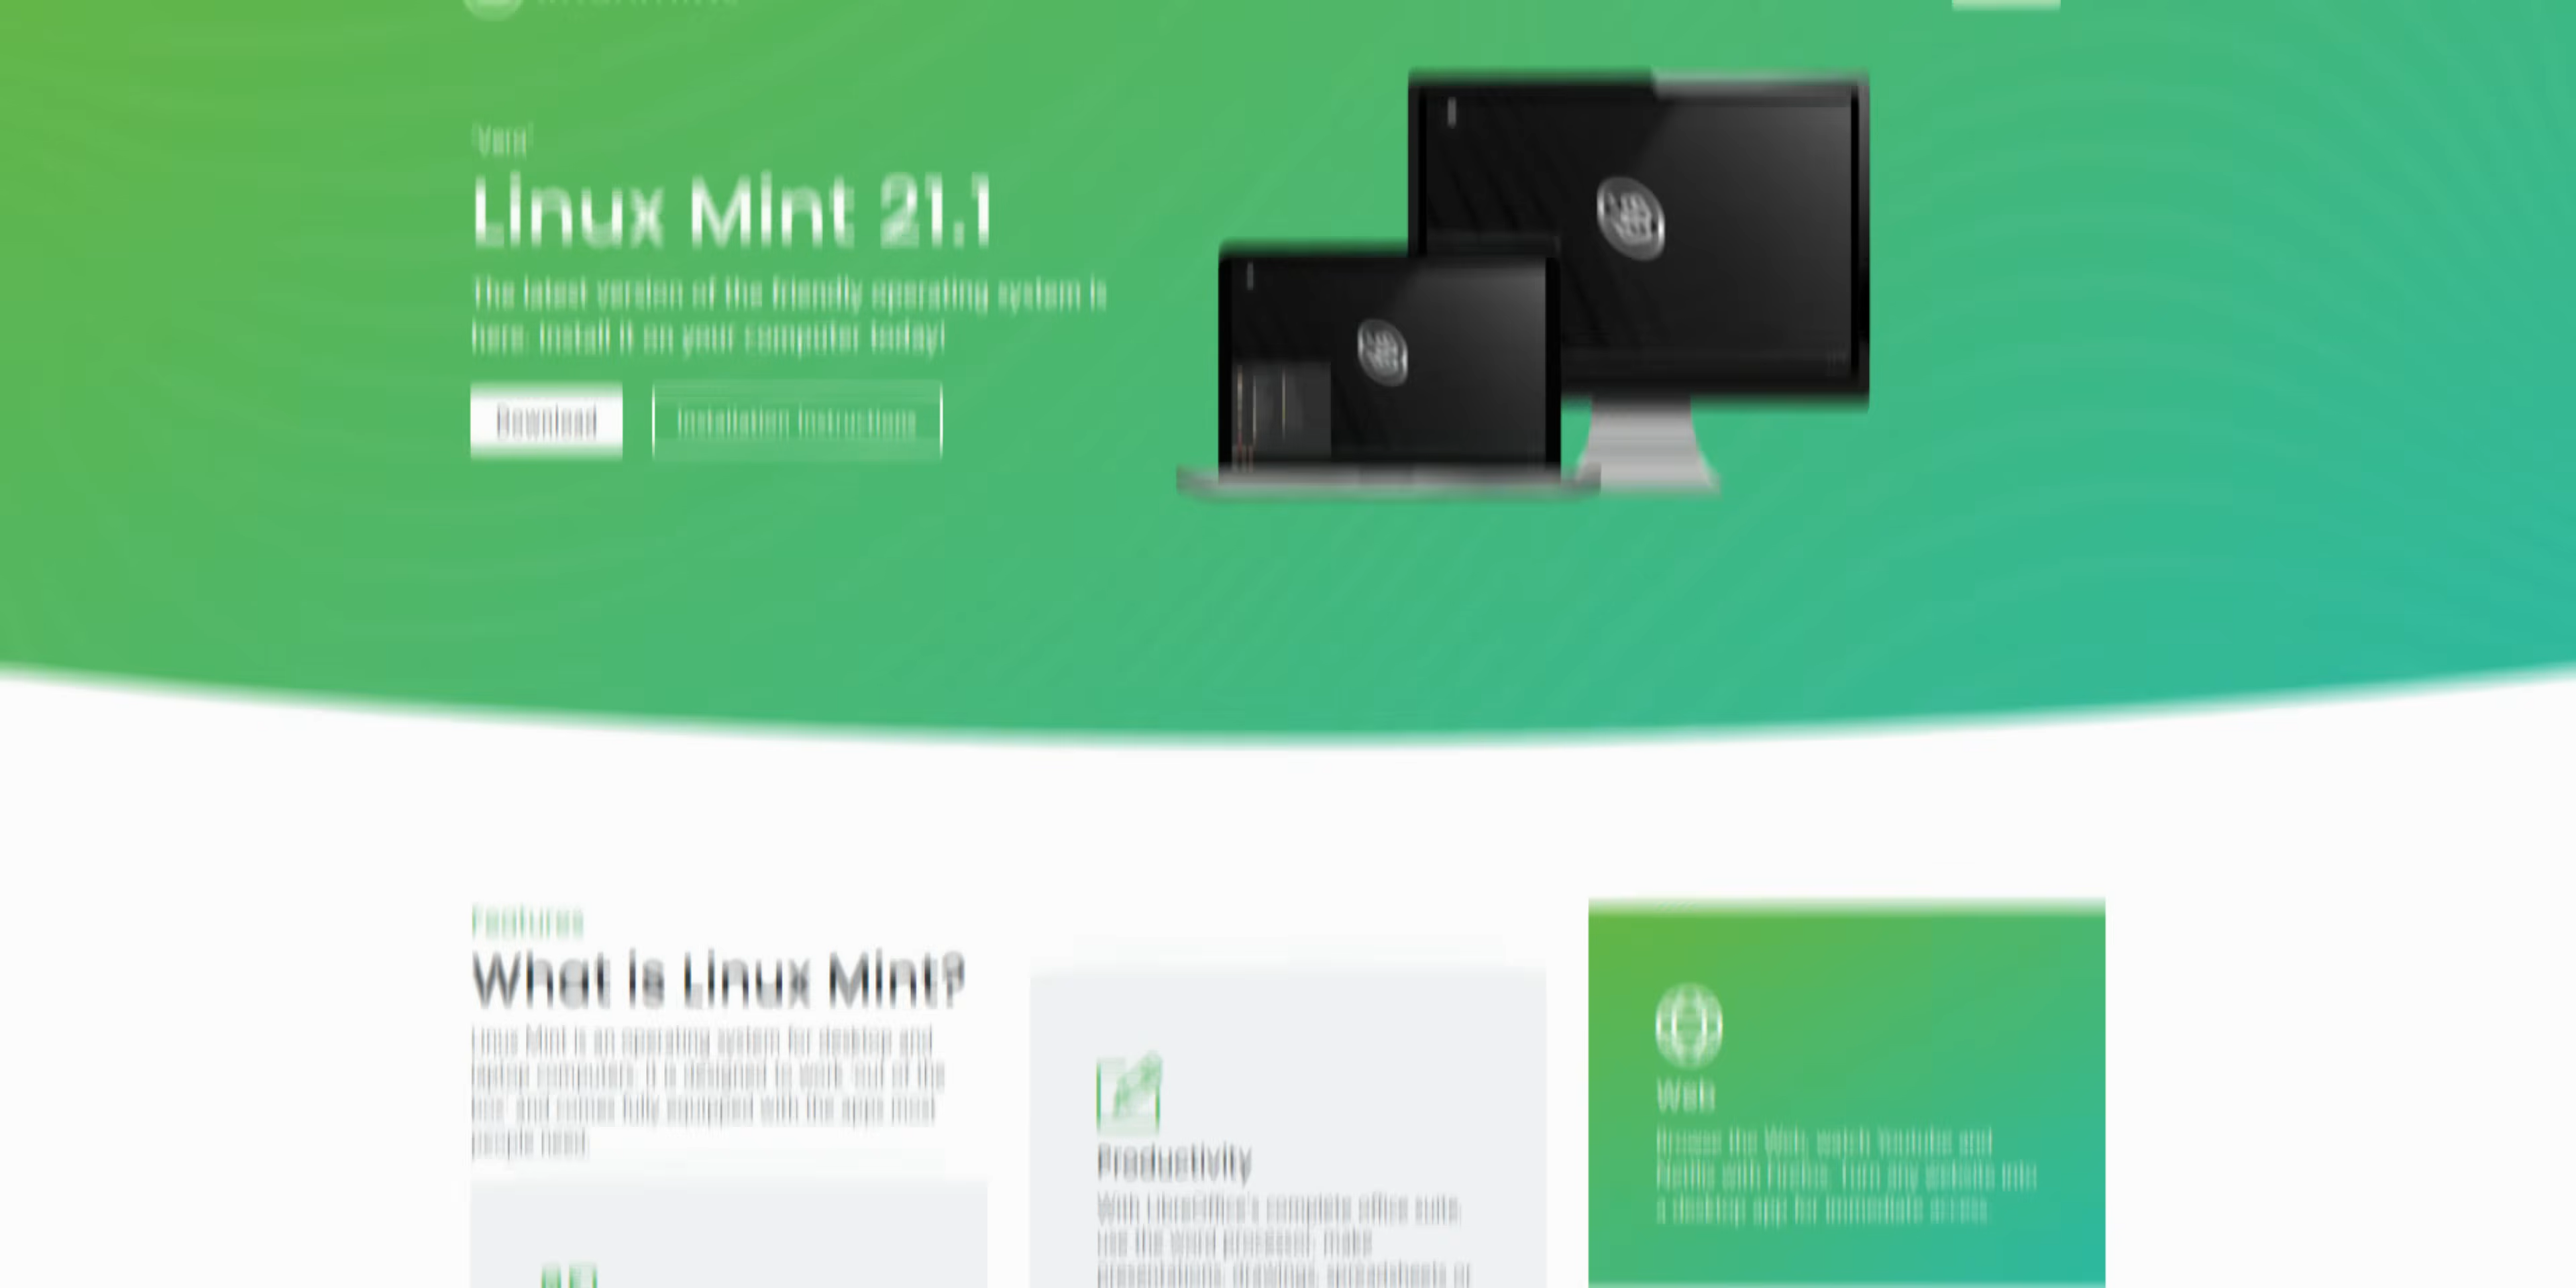 'Vera'
Linux Mint 21.1
The latest version of the friendly operating system is
here. Install it on your computer today!
Download
Installation Instructions
Features
What is Linux Mint?
Linux Mint is an operating system for desktop and
laptop computers. It is designed to work 'out of the
box' and comes fully equipped with the apps most
people need.
Productivity
With LibreOffice's complete office suite:
use the word processor, make
presentations, drawings, spreadsheets or
Web
Browse the Web, watch Youtube and
Netflix with Firefox. Turn any website into
a desktop app for immediate access.